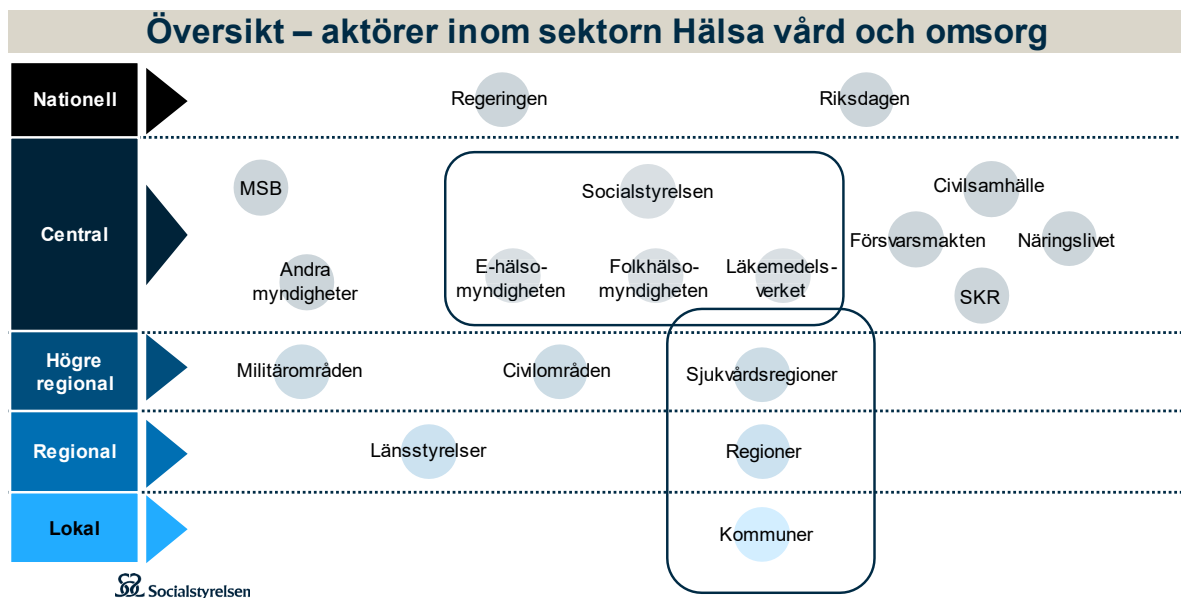 Översikt – aktörer inom sektorn Hälsa vård och omsorg
Nationell
Regeringen
Riksdagen
Central
MSB
Andra
myndigheter
Socialstyrelsen
E-hälso-
myndigheten
Folkhälso-
myndigheten
Läkemedels-
verket
Civilsamhälle
Försvarsmakten
Näringslivet
SKR
Högre
regional
Militärområden
Civilområden
Sjukvårdsregioner
Regional
Länsstyrelser
Regioner
Lokal
Kommuner
Socialstyrelsen